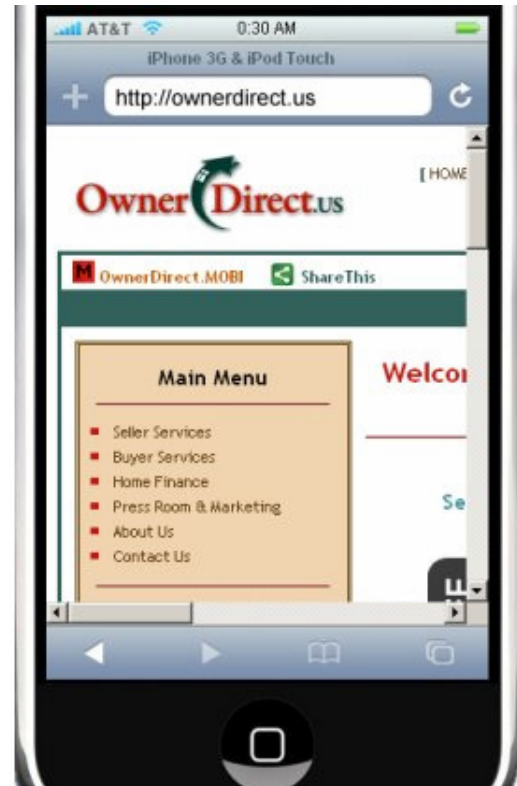 AT&T 0:30 AM
iPhone 3G & iPod Touch
http://ownerdirect.us
[ HOME
OwnerDirect.us
M OwnerDirect.MOBI ShareThis
Main Menu
Welcor
Seller Services
Buyer Services
Home Finance
Press Room & Marketing
Se
About Us
Contact Us